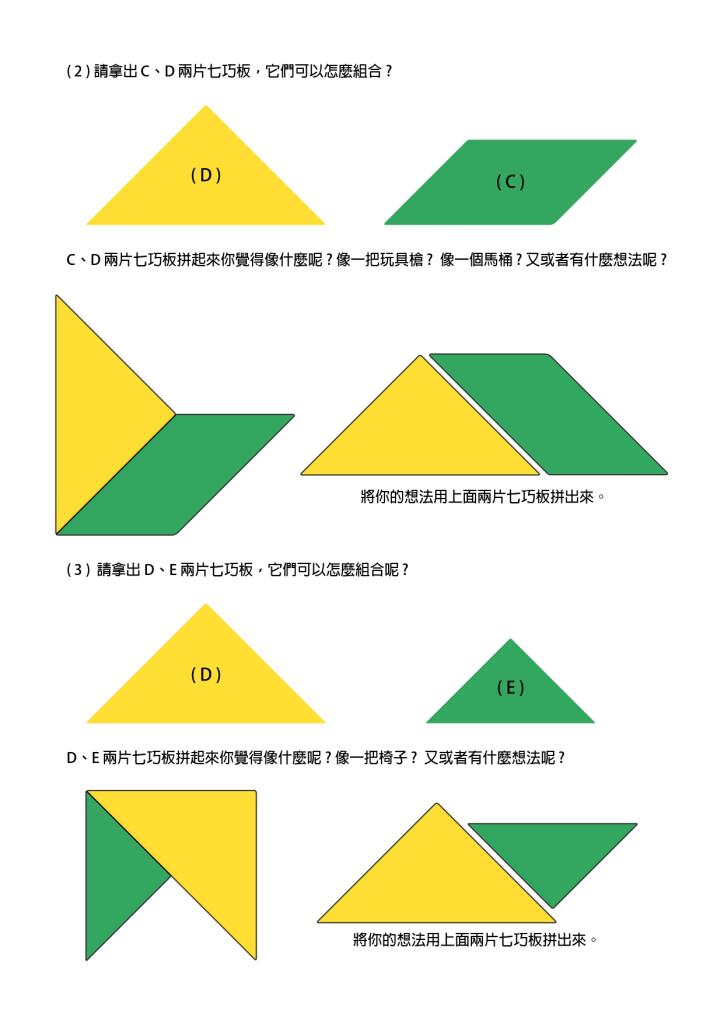 ( 2 ) 請拿出 C、D 兩片七巧板，它們可以怎麼組合 ?
( D )
( C )
C、D 兩片七巧板拼起來你覺得像什麼呢 ? 像一把玩具槍 ? 像一個馬桶 ? 又或者有什麼想法呢 ?
將你的想法用上面兩片七巧板拼出來。
( 3 ) 請拿出 D、E 兩片七巧板，它們可以怎麼組合呢 ?
( D )
( E )
D、E 兩片七巧板拼起來你覺得像什麼呢 ? 像一把椅子 ? 又或者有什麼想法呢 ?
將你的想法用上面兩片七巧板拼出來。